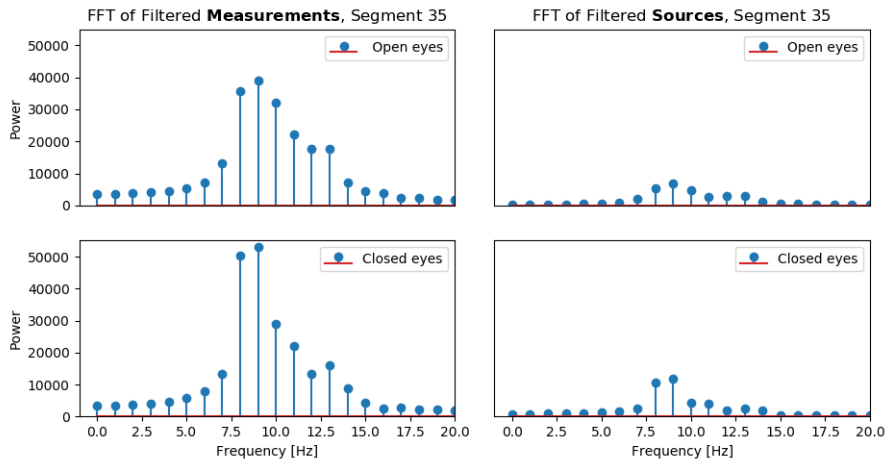 FFT of Filtered Measurements, Segment 35
FFT of Filtered Sources, Segment 35
50000
40000
30000
20000
10000
0
Power
Open eyes
Open eyes
50000
40000
30000
20000
10000
0
Power
Closed eyes
Closed eyes
0.0 2.5 5.0 7.5 10.0 12.5 15.0 17.5 20.0
Frequency [Hz]
0.0 2.5 5.0 7.5 10.0 12.5 15.0 17.5 20.0
Frequency [Hz]